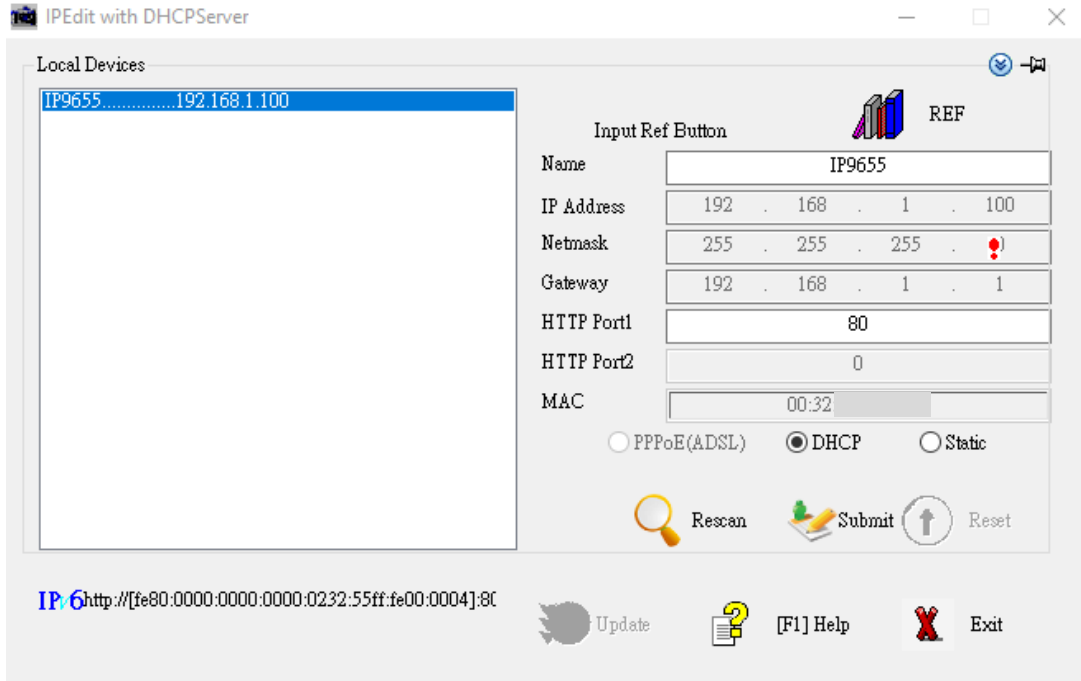 IPEdit with DHCPServer
Local Devices
IP9655...............192.168.1.100
REF
Input Ref Button
Name IP9655
IP Address 192 . 168 . 1 . 100
Netmask 255 . 255 . 255 .
Gateway 192 . 168 . 1 . 1
HTTP Port1 80
HTTP Port2 0
MAC 00:32
PPPoE(ADSL) DHCP Static
Rescan Submit Reset
IPv6 http://[fe80:0000:0000:0000:0232:55ff:fe00:0004]:80
Update [F1] Help Exit